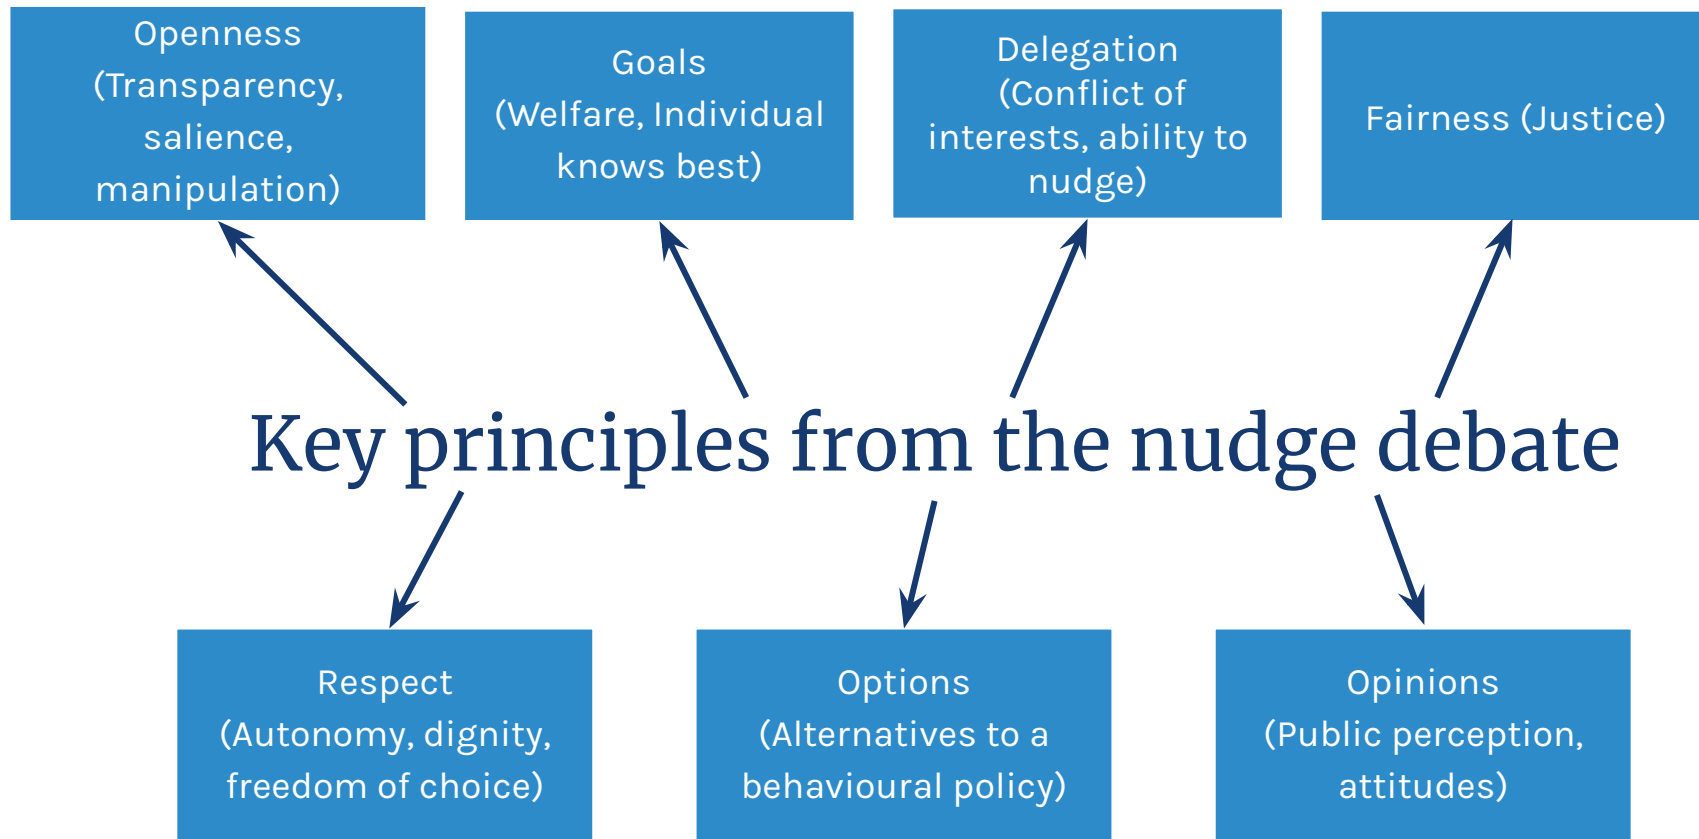 Openness
(Transparency,
salience,
manipulation)
Goals
(Welfare, Individual
knows best)
Delegation
(Conflict of
interests, ability to
nudge)
Fairness (Justice)
Key principles from the nudge debate
Respect
(Autonomy, dignity,
freedom of choice)
Options
(Alternatives to a
behavioural policy)
Opinions
(Public perception,
attitudes)